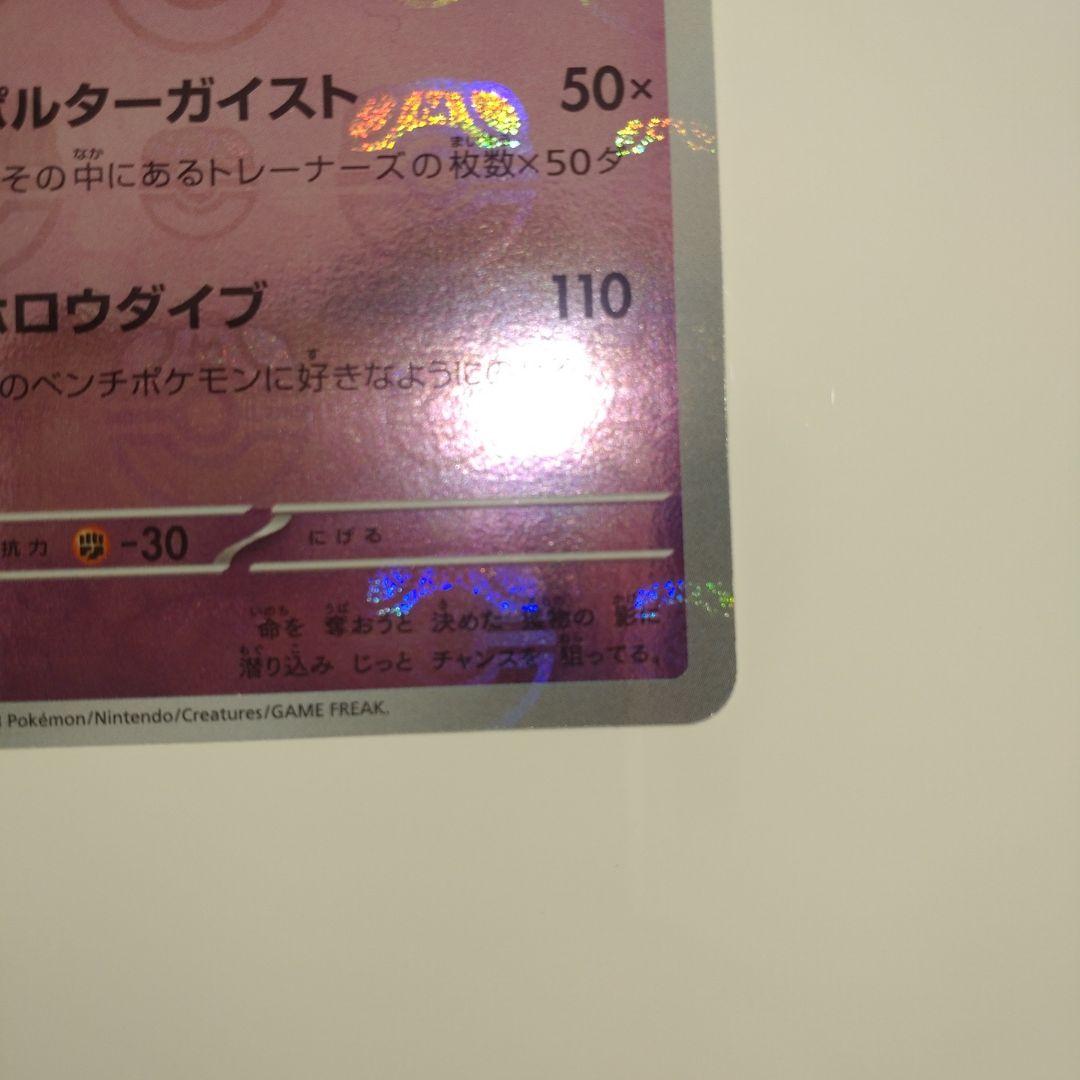 ルターガイスト 50×
その中にあるトレーナーズの枚数×50ダ
ロウダイブ 110
のベンチポケモンに好きなように
抗力 -30 にげる
命を 奪おうと 決めた 獲物の 影に
潜り込み じっと チャンスを 狙ってる。
Pokémon/Nintendo/Creatures/GAME FREAK.